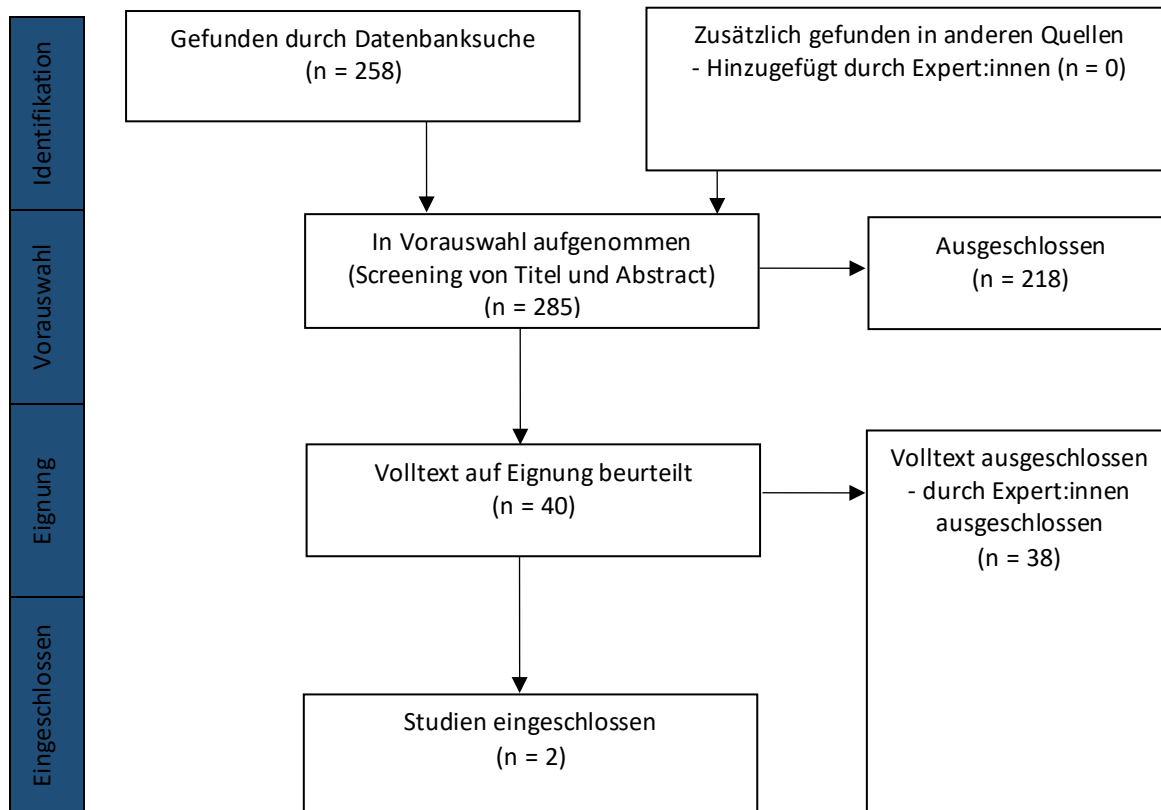 Identifikation
Gefunden durch Datenbanksuche
(n = 258)
Zusätzlich gefunden in anderen Quellen
- Hinzugefügt durch Expert:innen (n = 0)
Vorauswahl
In Vorauswahl aufgenommen
(Screening von Titel und Abstract)
(n = 285)
Ausgeschlossen
(n = 218)
Eignung
Volltext auf Eignung beurteilt
(n = 40)
Volltext ausgeschlossen
- durch Expert:innen
ausgeschlossen
(n = 38)
Eingeschlossen
Studien eingeschlossen
(n = 2)